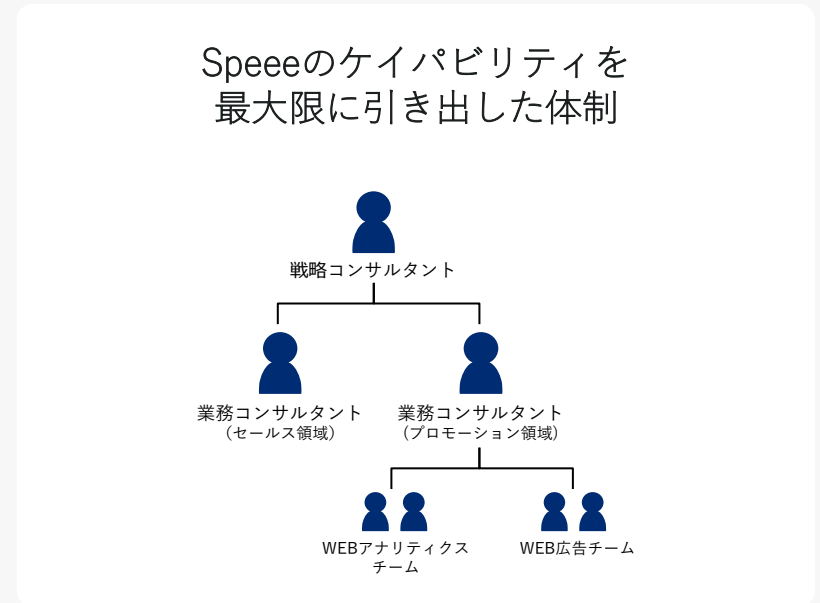 Speeeのケイパビリティを
最大限に引き出した体制
戦略コンサルタント
業務コンサルタント
（セールス領域）
業務コンサルタント
(プロモーション領域)
WEBアナリティクス
チーム
WEB広告チーム